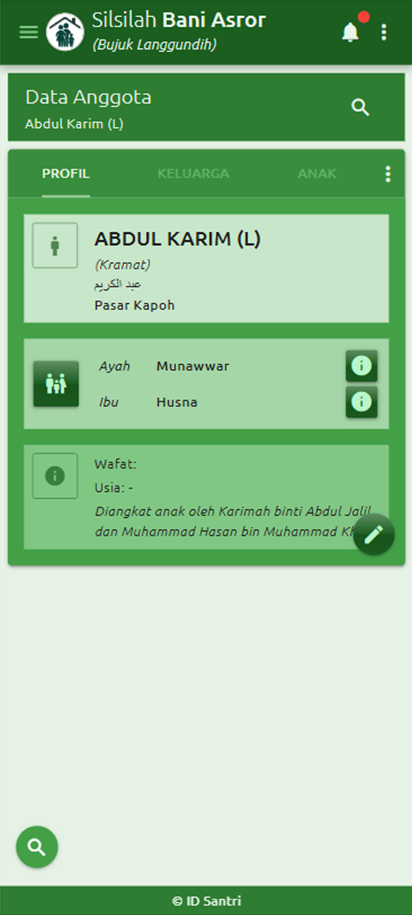 Silsilah Bani Asror
(Bujuk Langgundih)
Data Anggota
Abdul Karim (L)
PROFIL KELUARGA ANAK
ABDUL KARIM (L)
(Kramat)
عبد الكريم
Pasar Kapoh
Ayah Munawwar
Ibu Husna
Wafat:
Usia: -
Diangkat anak oleh Karimah binti Abdul Jalil
dan Muhammad Hasan bin Muhammad
© ID Santri